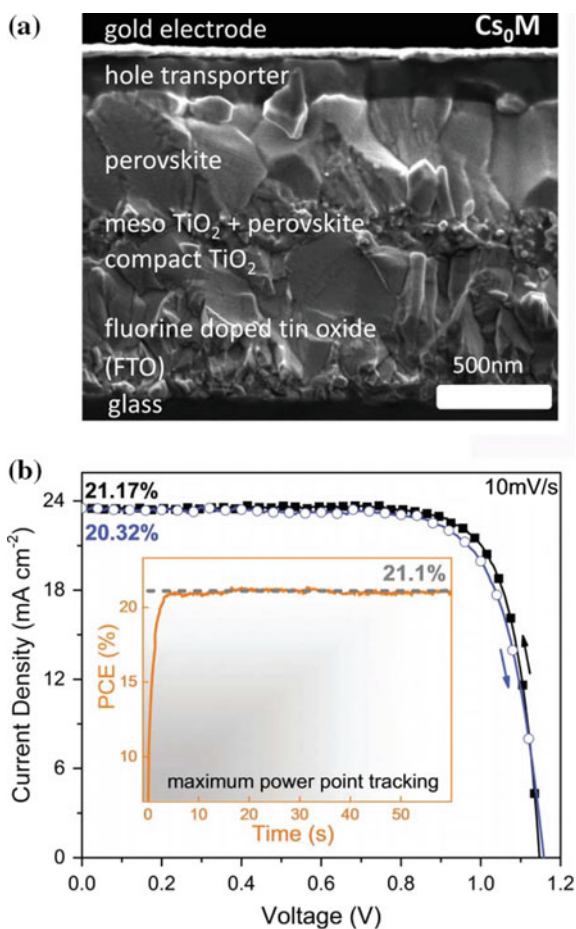 (a)
gold electrode
Cs₀M
hole transporter
perovskite
meso TiO₂ + perovskite
compact TiO₂
fluorine doped tin oxide
(FTO)
500nm
glass
(b)
21.17%
10mV/s
20.32%
21.1%
24
18
12
6
0
Current Density (mA cm⁻²)
20
10
PCE (%)
maximum power point tracking
0 10 20 30 40 50
Time (s)
0.0 0.2 0.4 0.6 0.8 1.0 1.2
Voltage (V)